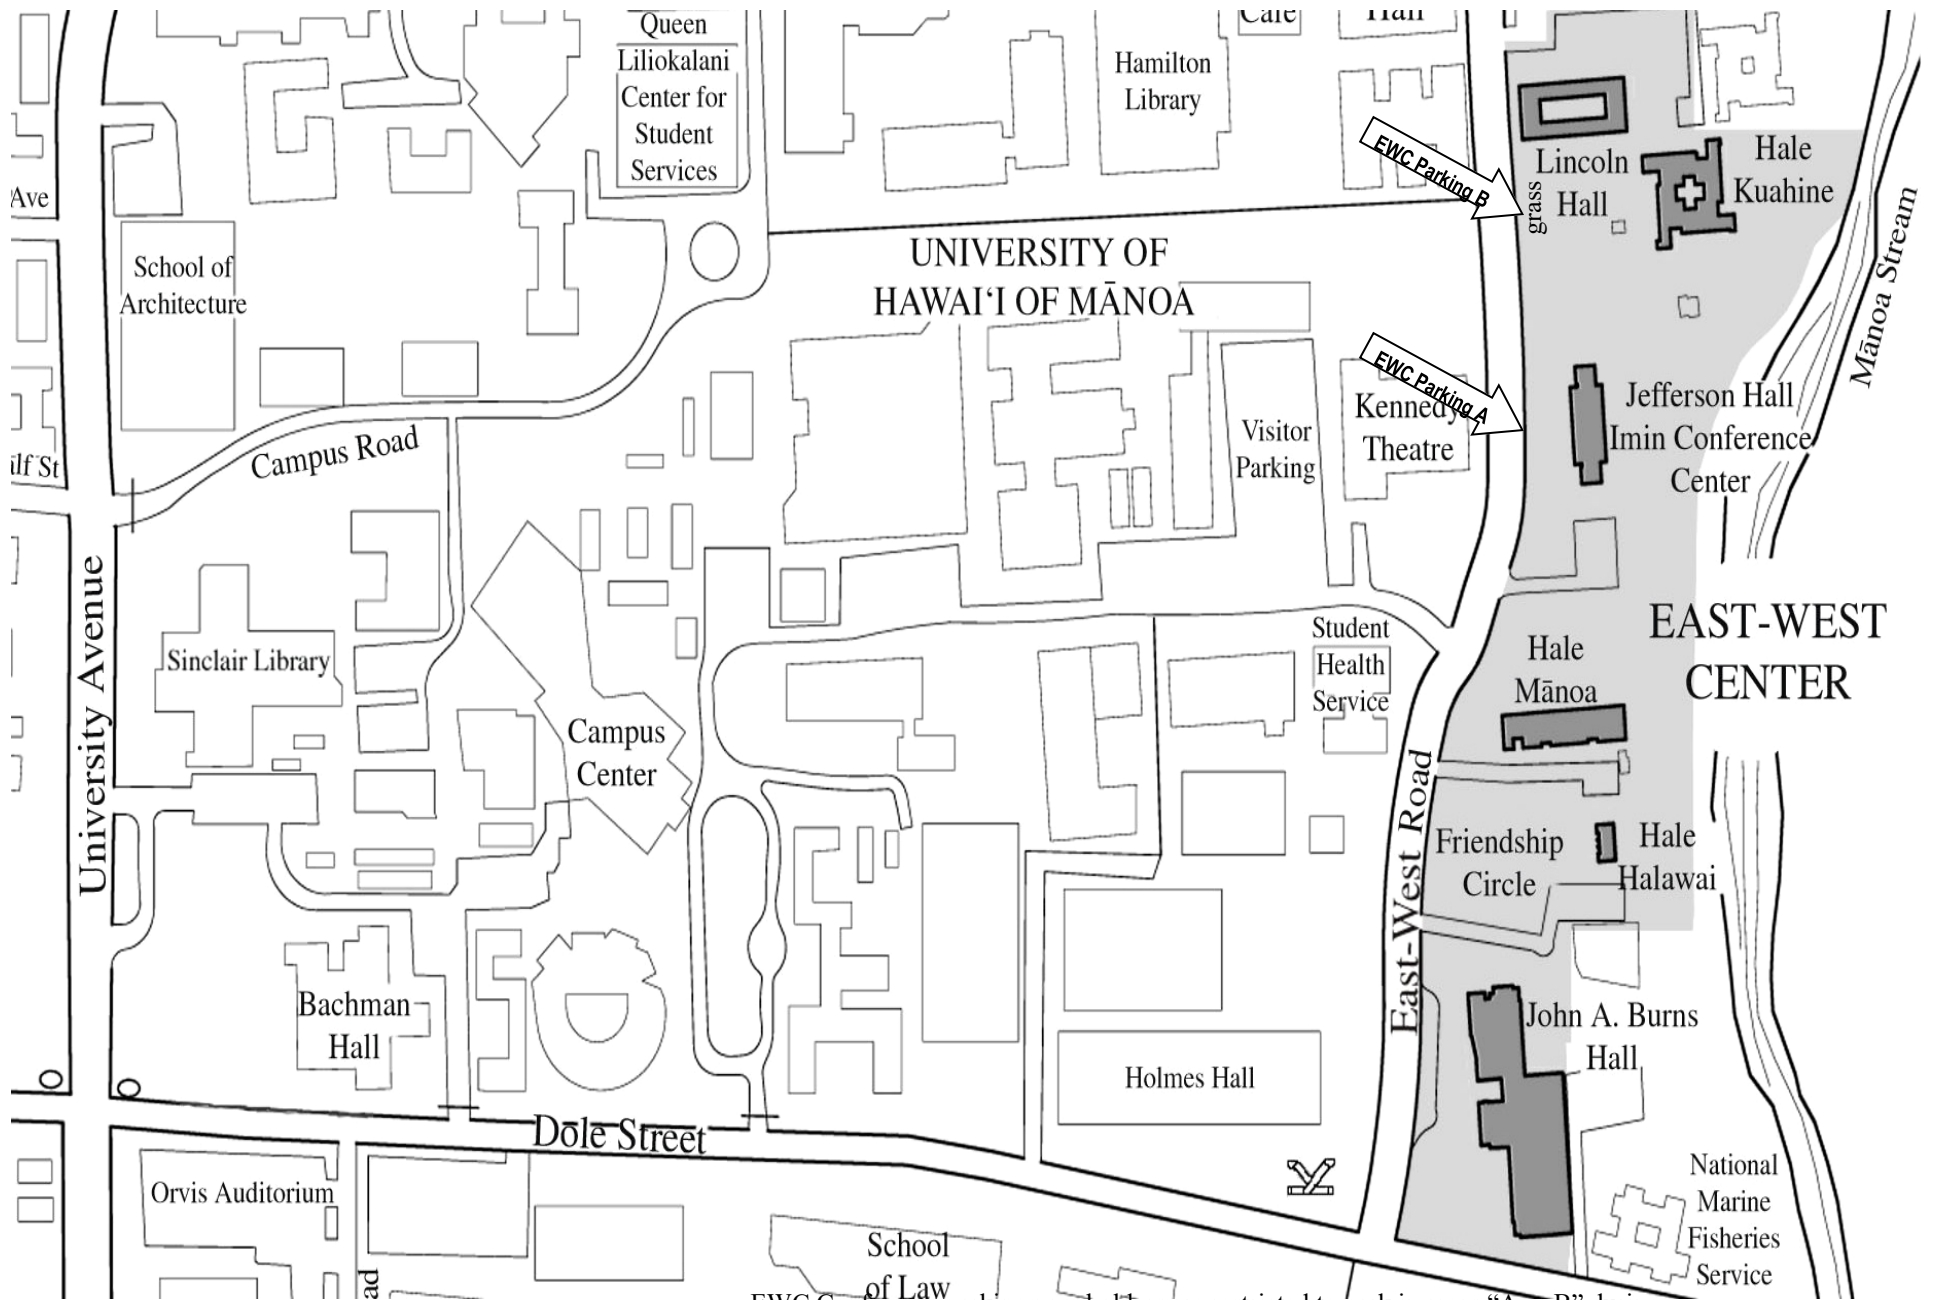 Queen
Liliokalani
Center for
Student
Services
Hamilton
Library
Ave
School of
Architecture
UNIVERSITY OF
HAWAIʻI OF MĀNOA
EWC Parking B
grass
Lincoln
Hall
Hale
Kuahine
Mānoa Stream
EWC Parking A
Kennedy
Theatre
Visitor
Parking
Jefferson Hall
Imin Conference
Center
Campus Road
St
University Avenue
Sinclair Library
Campus
Center
Student
Health
Service
Hale
Mānoa
EAST-WEST
CENTER
East-West Road
Friendship
Circle
Hale
Halawai
Bachman
Hall
John A. Burns
Hall
Holmes Hall
Dole Street
Orvis Auditorium
School
of Law
National
Marine
Fisheries
Service